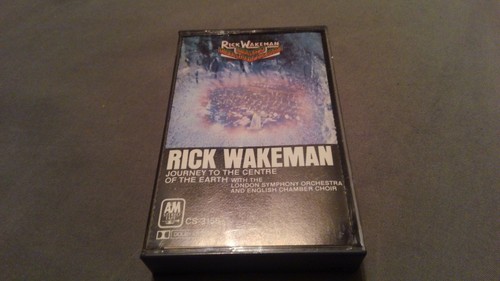 RICK WAKEMAN
RICK WAKEMAN
JOURNEY TO THE CENTRE
OF THE EARTH WITH THE
LONDON SYMPHONY ORCHESTRA
AND ENGLISH CHAMBER CHOIR
A&M
DOLBY